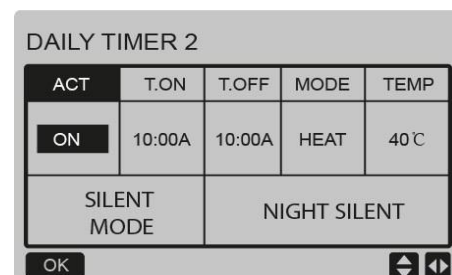 DAILY TIMER 2
ACT T.ON T.OFF MODE TEMP
ON 10:00A 10:00A HEAT 40℃
SILENT NIGHT SILENT
MODE
OK